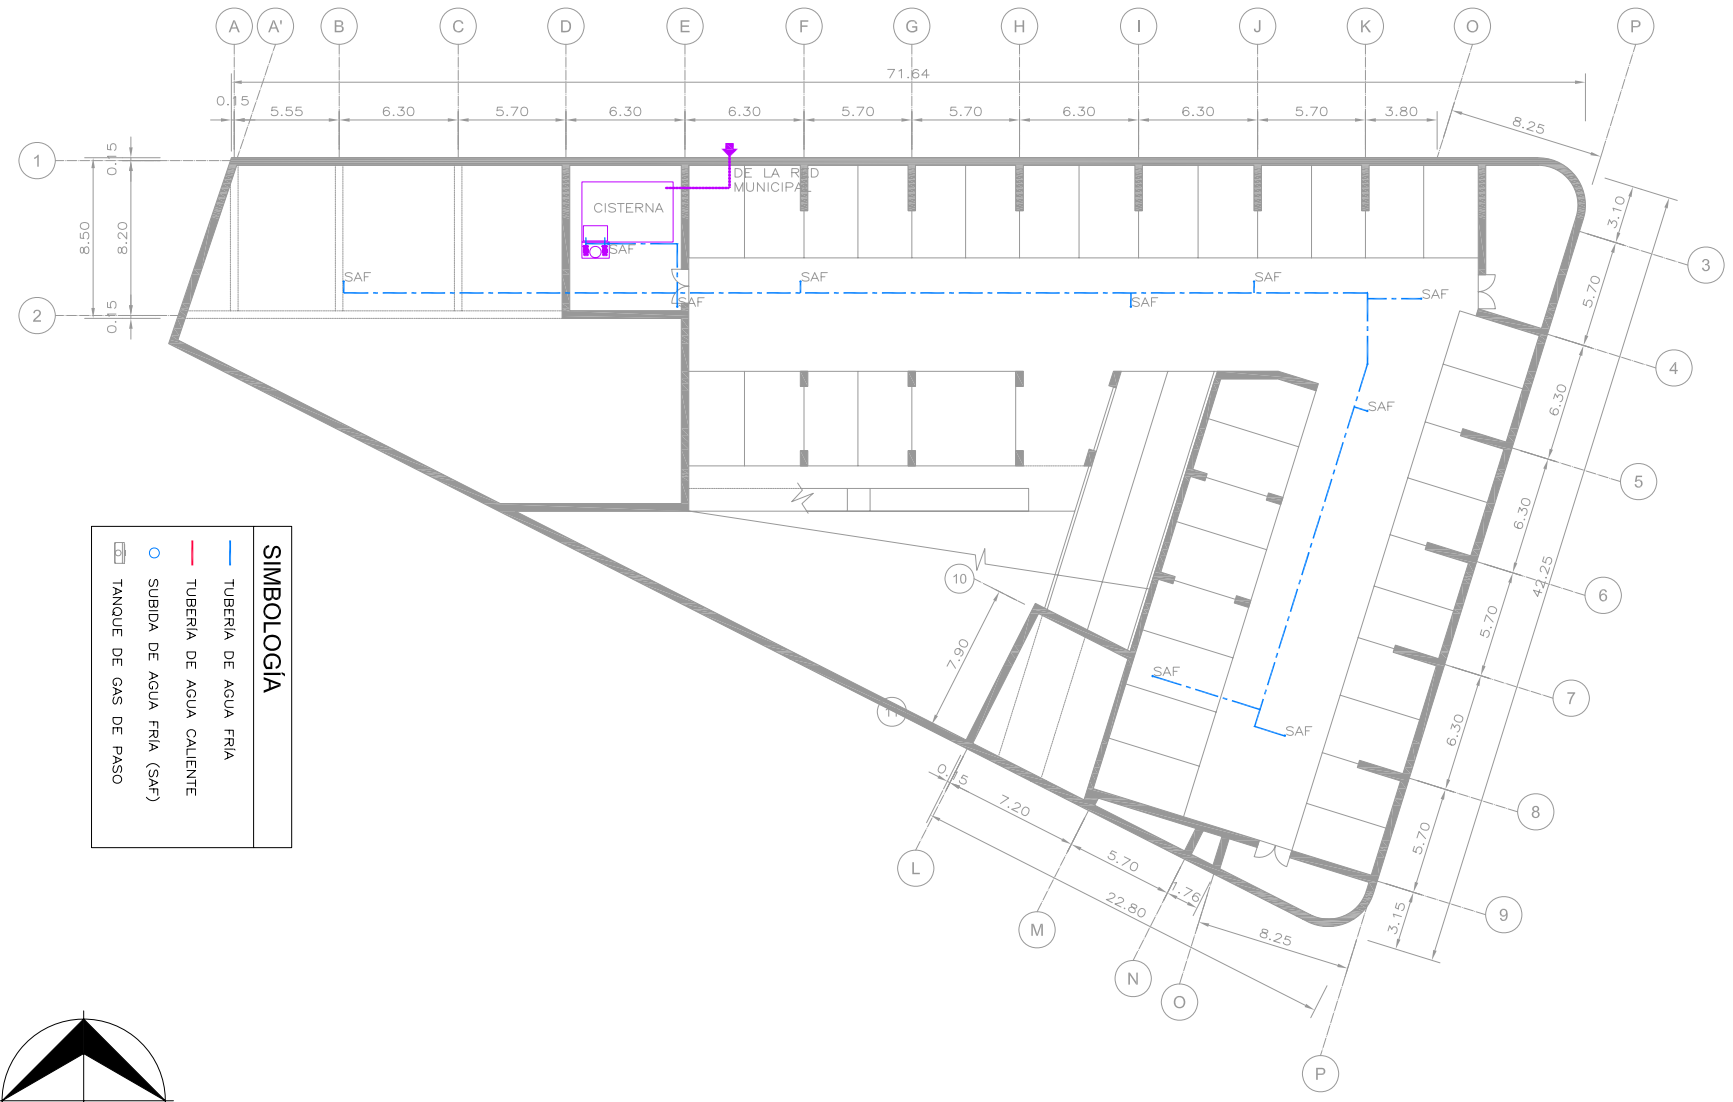 A A' B C D E F G H I J K O P
71.64
0.15 5.55 6.30 5.70 6.30 6.30 5.70 5.70 6.30 6.30 5.70 3.80 8.25
1
0.15
8.50 8.20
2
0.15
DE LA RED
MUNICIPAL
CISTERNA
SAF
SAF
SAF
SAF
SAF
SAF
SAF
SAF
SAF
SAF
3.10
3
5.70
4
6.30
5
6.30
42.25
6
5.70
7
6.30
8
5.70
9
3.15
10
7.90
11
0.15
7.20
5.70
1.76
22.80
8.25
L
M
N
O
P
SIMBOLOGÍA
TUBERÍA DE AGUA FRÍA
TUBERÍA DE AGUA CALIENTE
SUBIDA DE AGUA FRÍA (SAF)
TANQUE DE GAS DE PASO